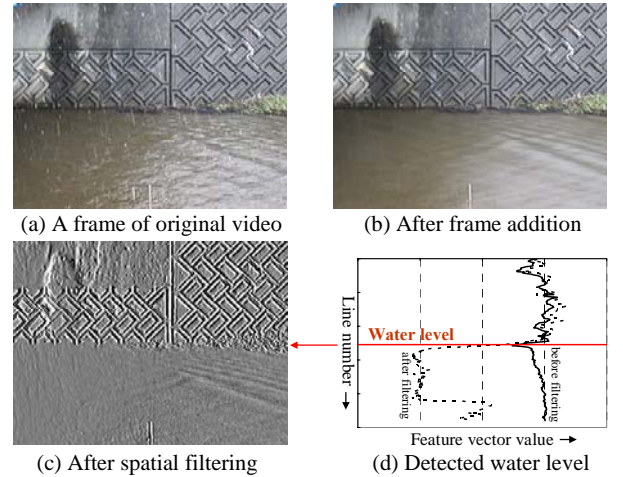 (a) A frame of original video
(b) After frame addition
Line number
Water level
after filtering
before filtering
Feature vector value
(c) After spatial filtering
(d) Detected water level